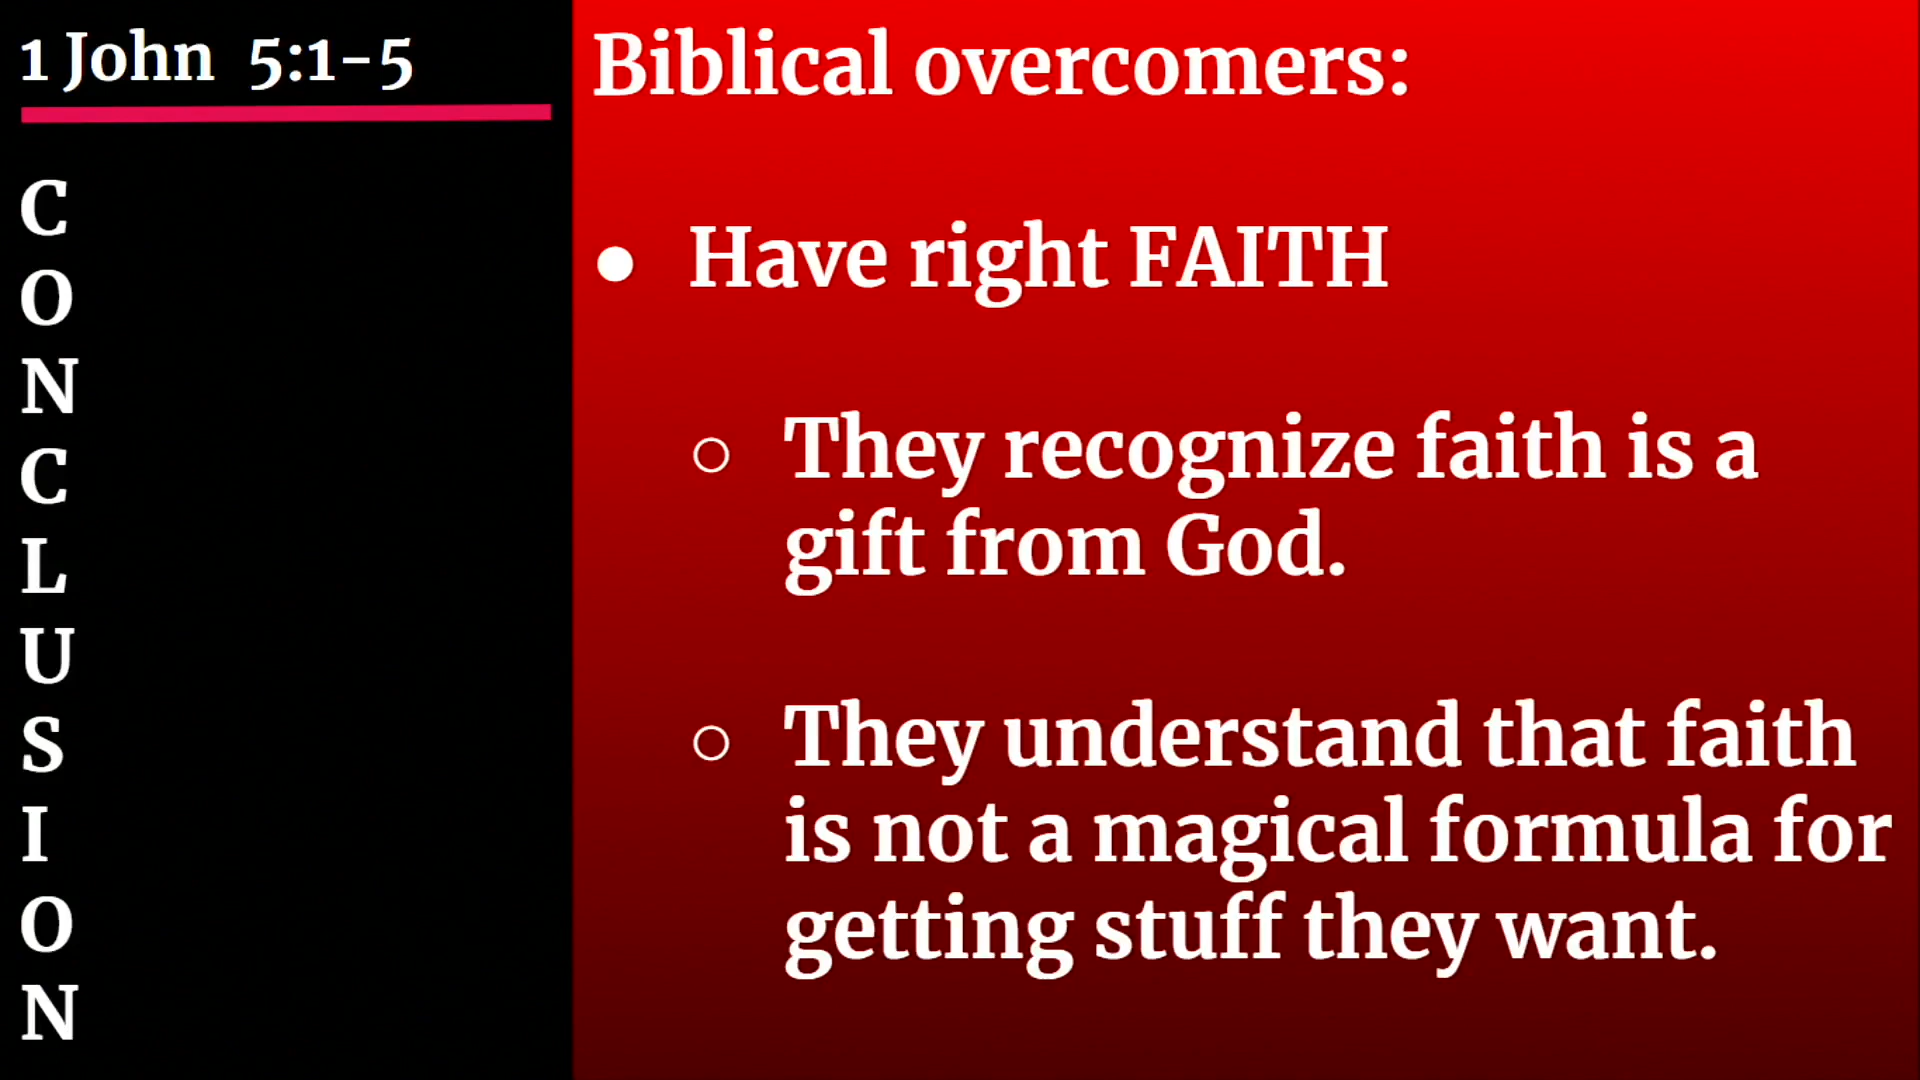 1 John 5:1-5
C
O
N
C
L
U
S
I
O
N
Biblical overcomers:
● Have right FAITH
○ They recognize faith is a
gift from God.
○ They understand that faith
is not a magical formula for
getting stuff they want.